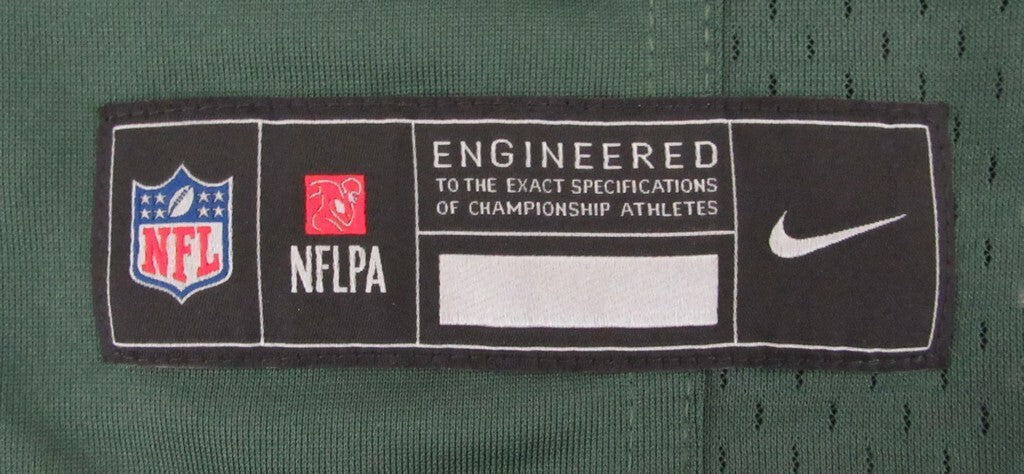 NFL
NFLPA
ENGINEERED
TO THE EXACT SPECIFICATIONS
OF CHAMPIONSHIP ATHLETES